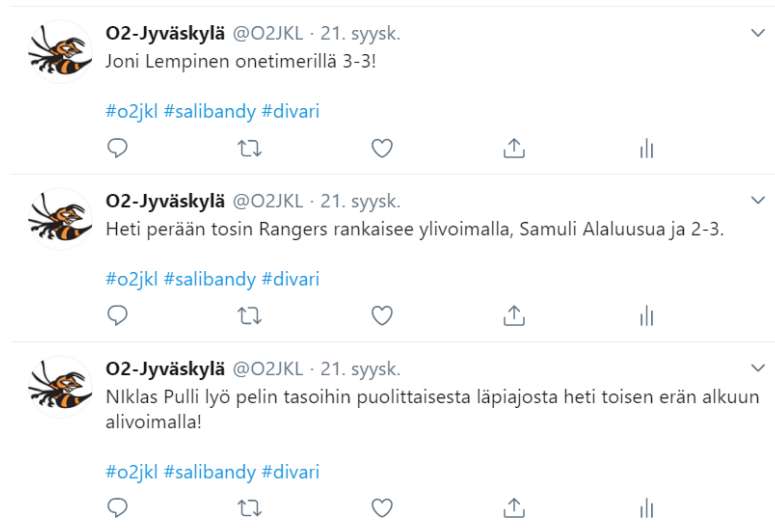 O2-Jyväskylä @O2JKL · 21. syysk.
Joni Lempinen onetimerillä 3-3!
#o2jkl #salibandy #divari
O2-Jyväskylä @O2JKL · 21. syysk.
Heti perään tosin Rangers rankaisee ylivoimalla, Samuli Alaluusua ja 2-3.
#o2jkl #salibandy #divari
O2-Jyväskylä @O2JKL · 21. syysk.
NIklas Pulli lyö pelin tasoihin puolittaisesta läpiajosta heti toisen erän alkuun
alivoimalla!
#o2jkl #salibandy #divari